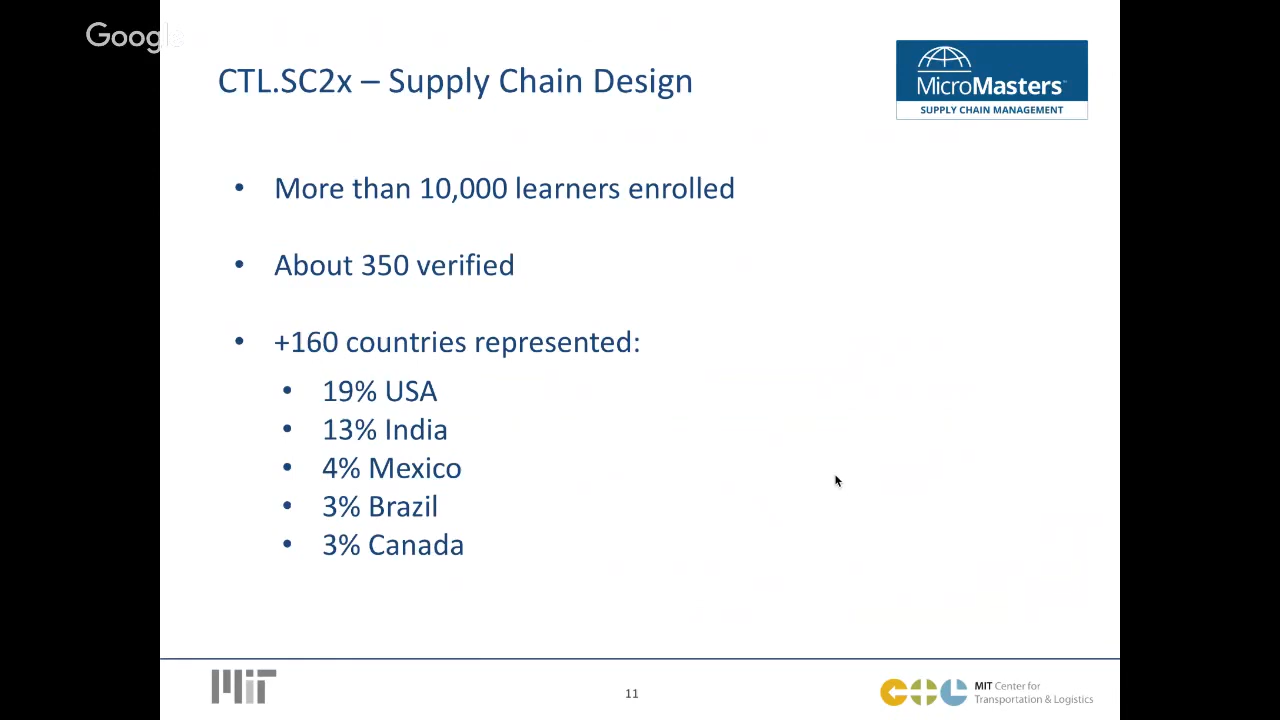 Google
CTL.SC2x – Supply Chain Design
MicroMasters™
SUPPLY CHAIN MANAGEMENT
• More than 10,000 learners enrolled
• About 350 verified
• +160 countries represented:
• 19% USA
• 13% India
• 4% Mexico
• 3% Brazil
• 3% Canada
MIT
11
MIT Center for
Transportation & Logistics